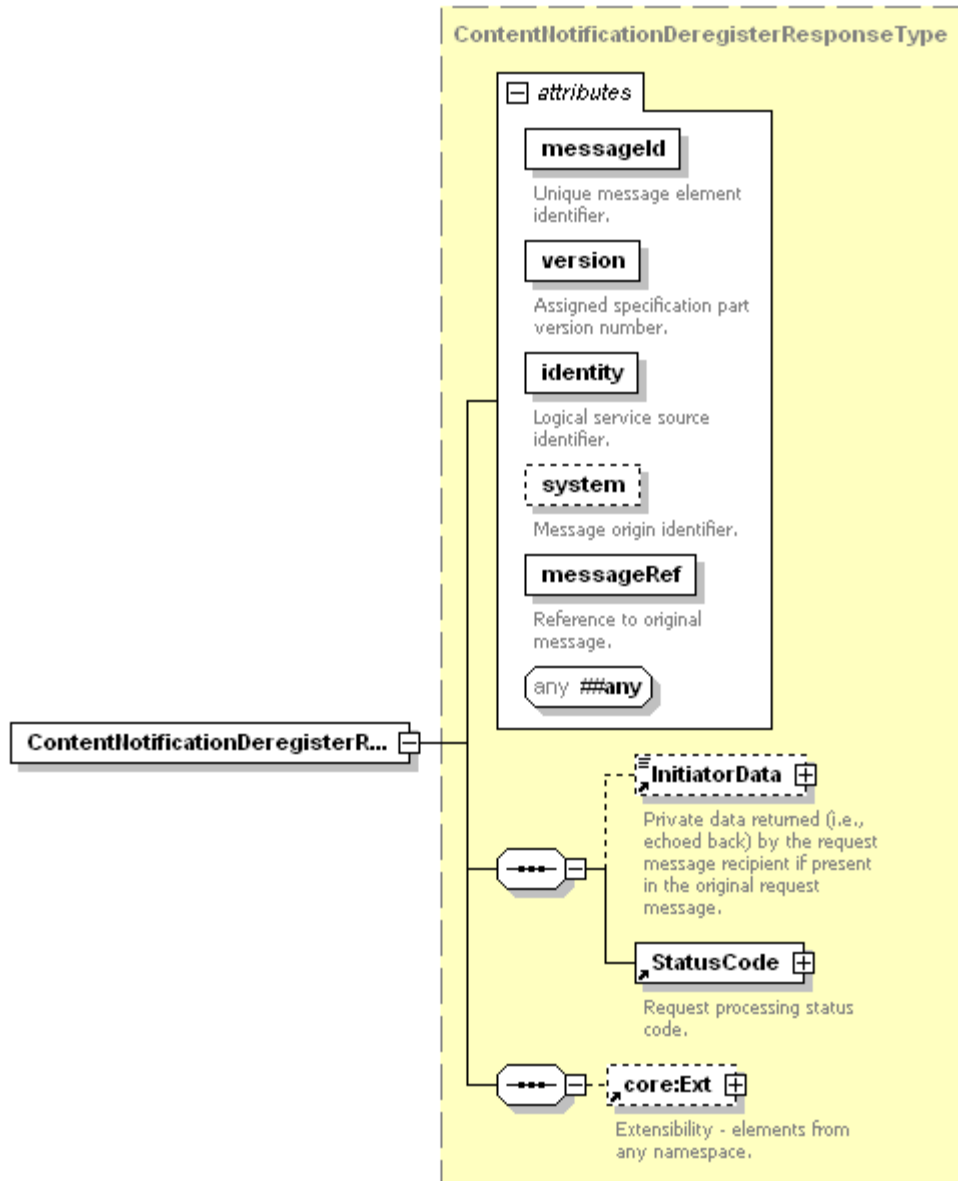 ContentNotificationDeregisterResponseType
attributes
messageId
Unique message element
identifier.
version
Assigned specification part
version number.
identity
Logical service source
identifier.
system
Message origin identifier.
messageRef
Reference to original
message.
any ##any
ContentNotificationDeregisterR...
InitiatorData
Private data returned (i.e.,
echoed back) by the request
message recipient if present
in the original request
message.
StatusCode
Request processing status
code.
core:Ext
Extensibility - elements from
any namespace.